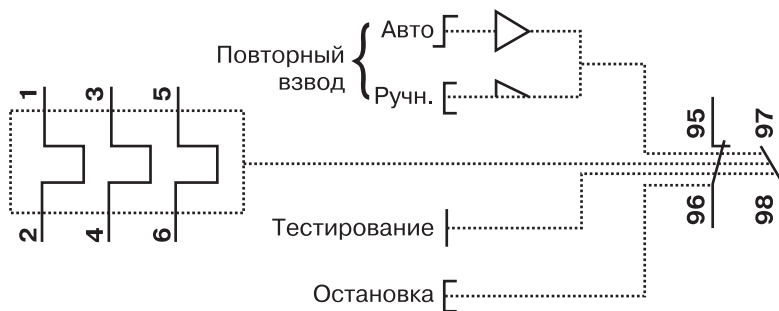 Авто
Повторный
взвод
Ручн.
1 3 5
95 97
2 4 6
96 98
Тестирование
Остановка